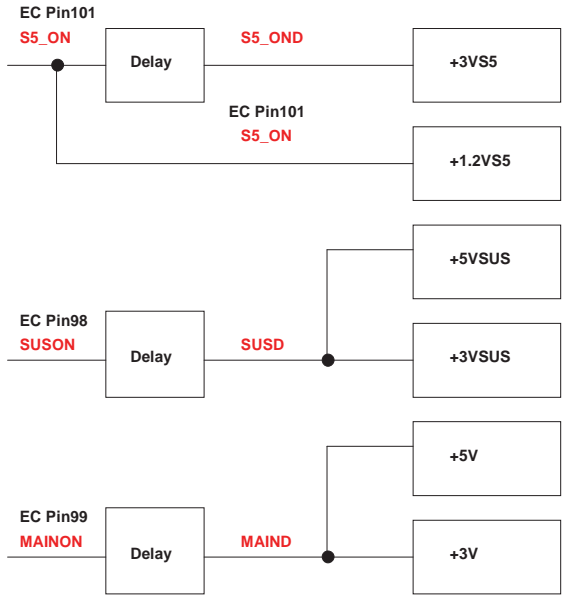 EC Pin101
S5_ON
Delay
S5_OND
+3VS5
EC Pin101
S5_ON
+1.2VS5
+5VSUS
EC Pin98
SUSON
Delay
SUSD
+3VSUS
+5V
EC Pin99
MAINON
Delay
MAIND
+3V